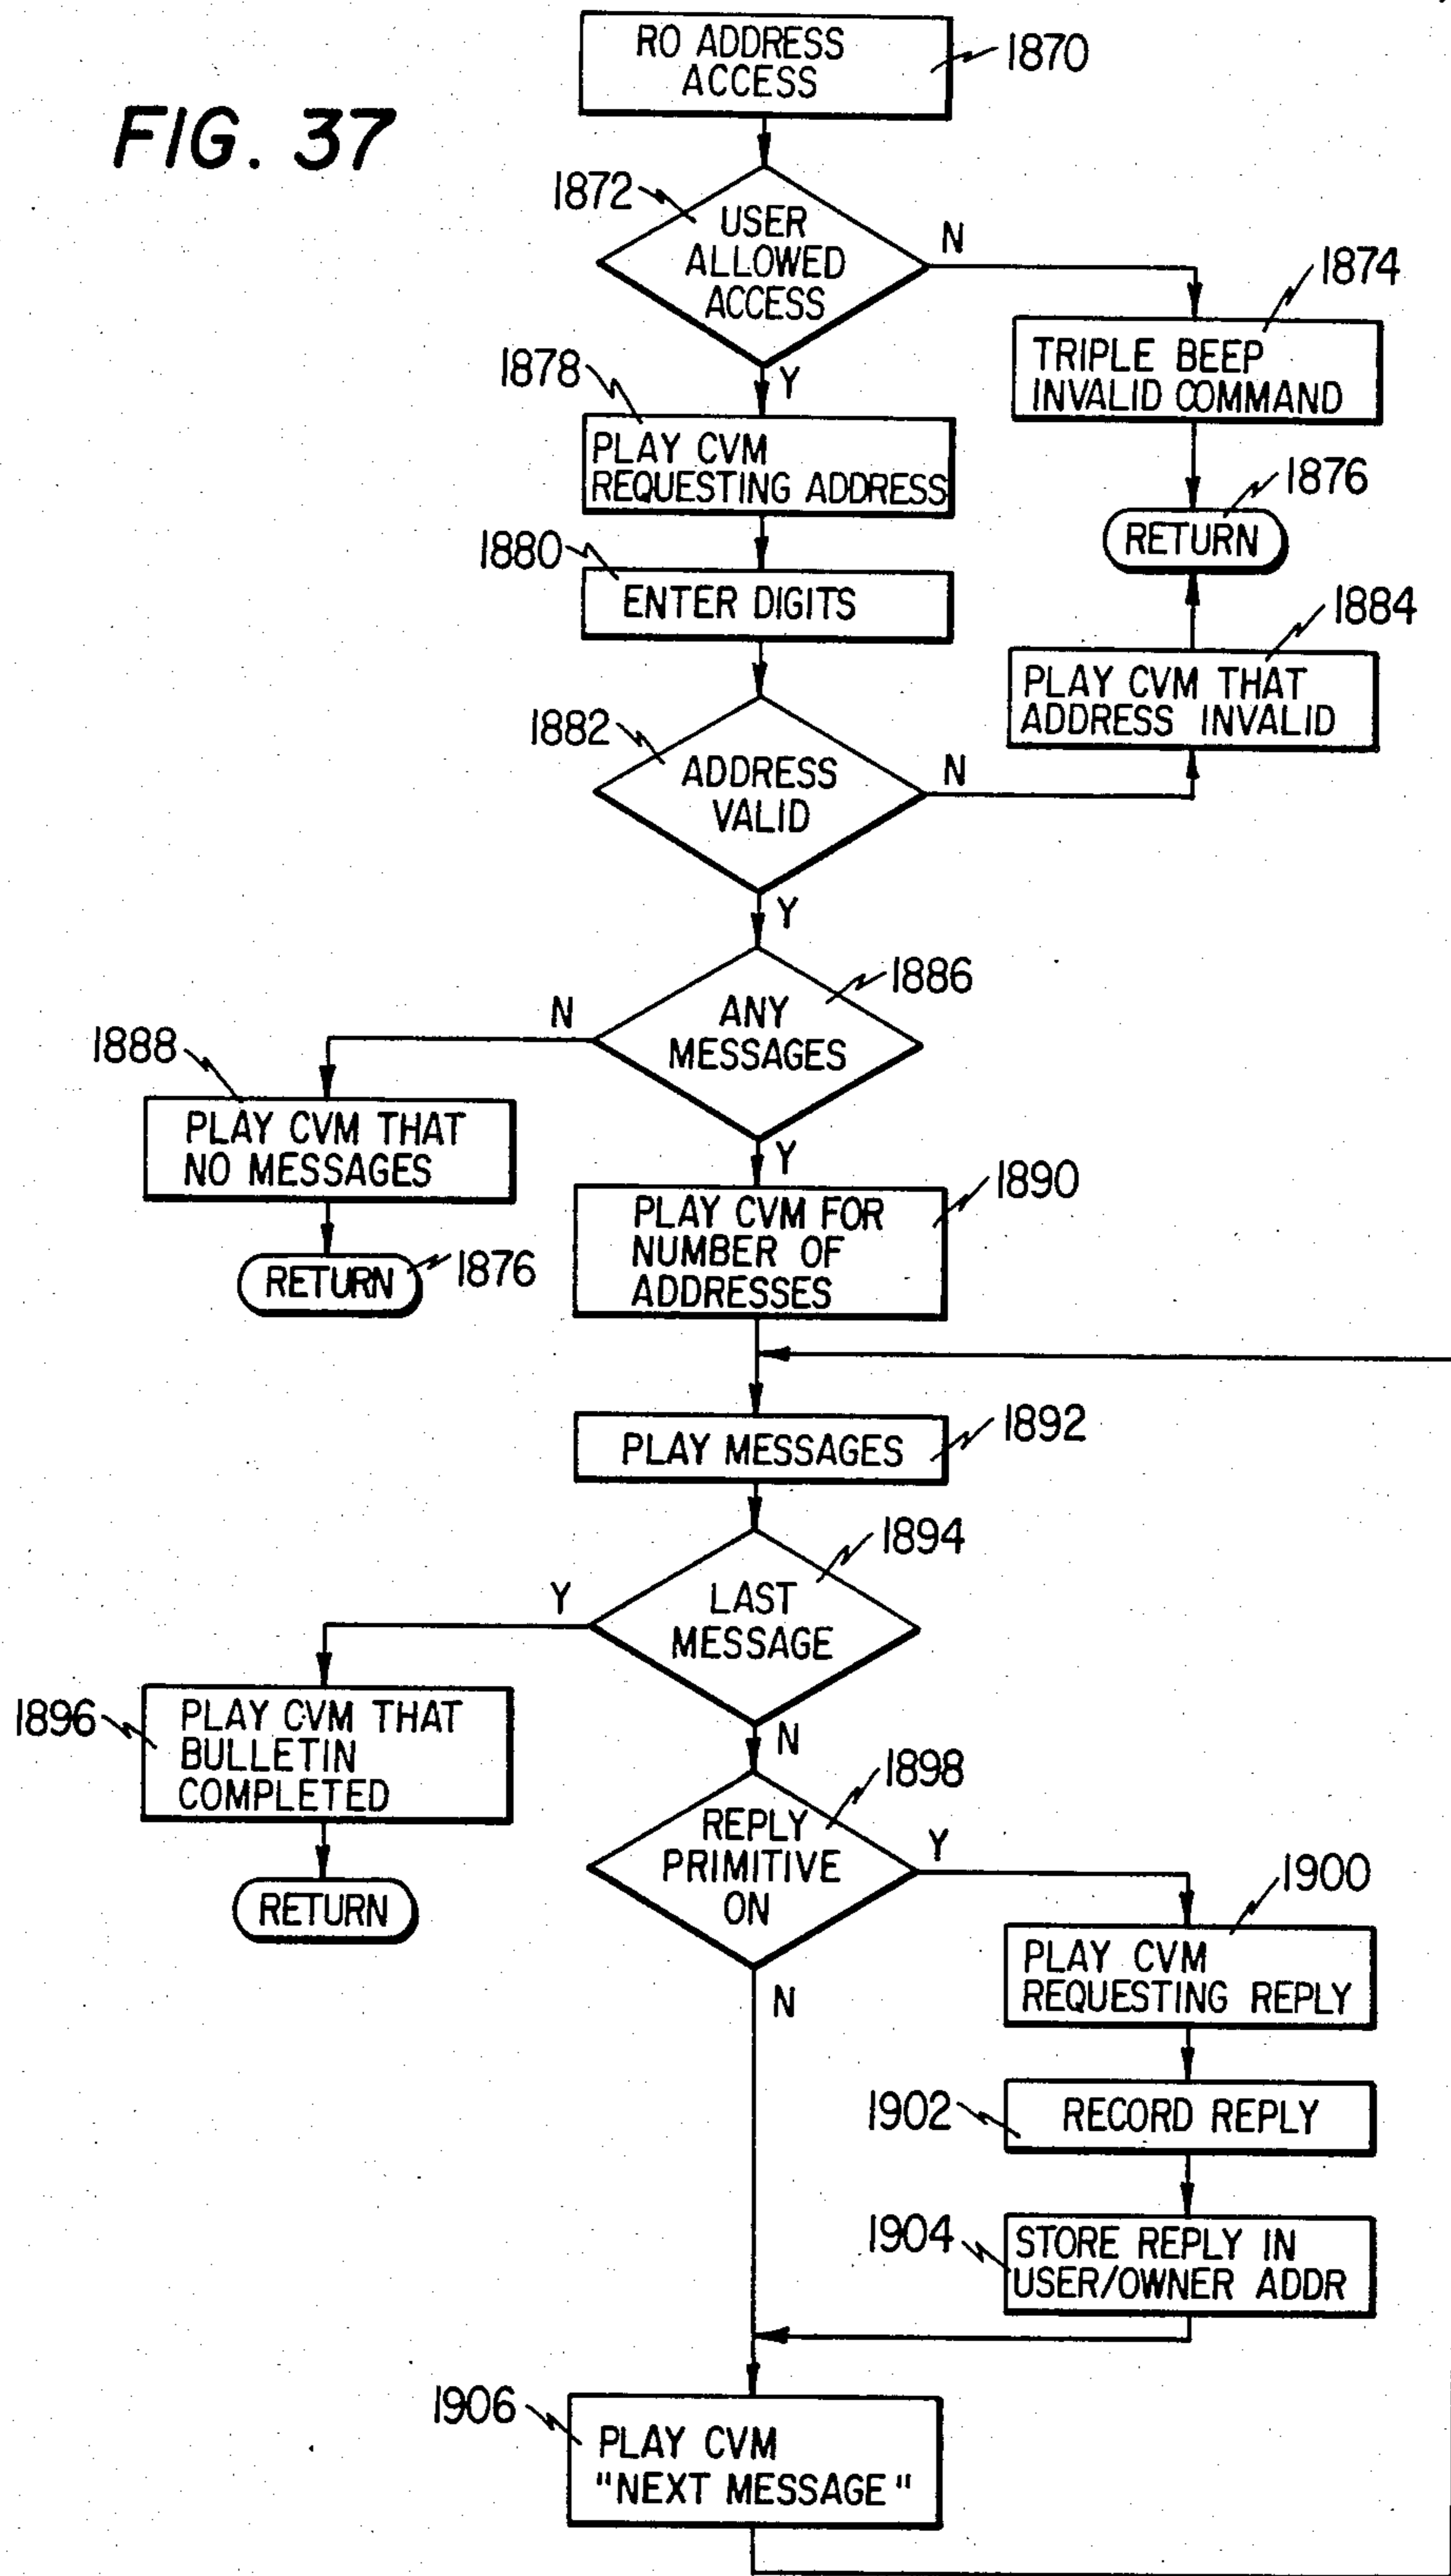 FIG. 37
RO ADDRESS
ACCESS
1870
1872
USER
ALLOWED
ACCESS
N
1874
TRIPLE BEEP
INVALID COMMAND
Y
1878
PLAY CVM
REQUESTING ADDRESS
1876
RETURN
1880
ENTER DIGITS
1884
PLAY CVM THAT
ADDRESS INVALID
1882
ADDRESS
VALID
N
Y
1886
ANY
MESSAGES
N
1888
PLAY CVM THAT
NO MESSAGES
RETURN
1876
Y
1890
PLAY CVM FOR
NUMBER OF
ADDRESSES
PLAY MESSAGES
1892
1894
LAST
MESSAGE
Y
1896
PLAY CVM THAT
BULLETIN
COMPLETED
RETURN
N
1898
REPLY
PRIMITIVE
ON
Y
1900
PLAY CVM
REQUESTING REPLY
N
1902
RECORD REPLY
1904
STORE REPLY IN
USER/OWNER ADDR
1906
PLAY CVM
"NEXT MESSAGE"